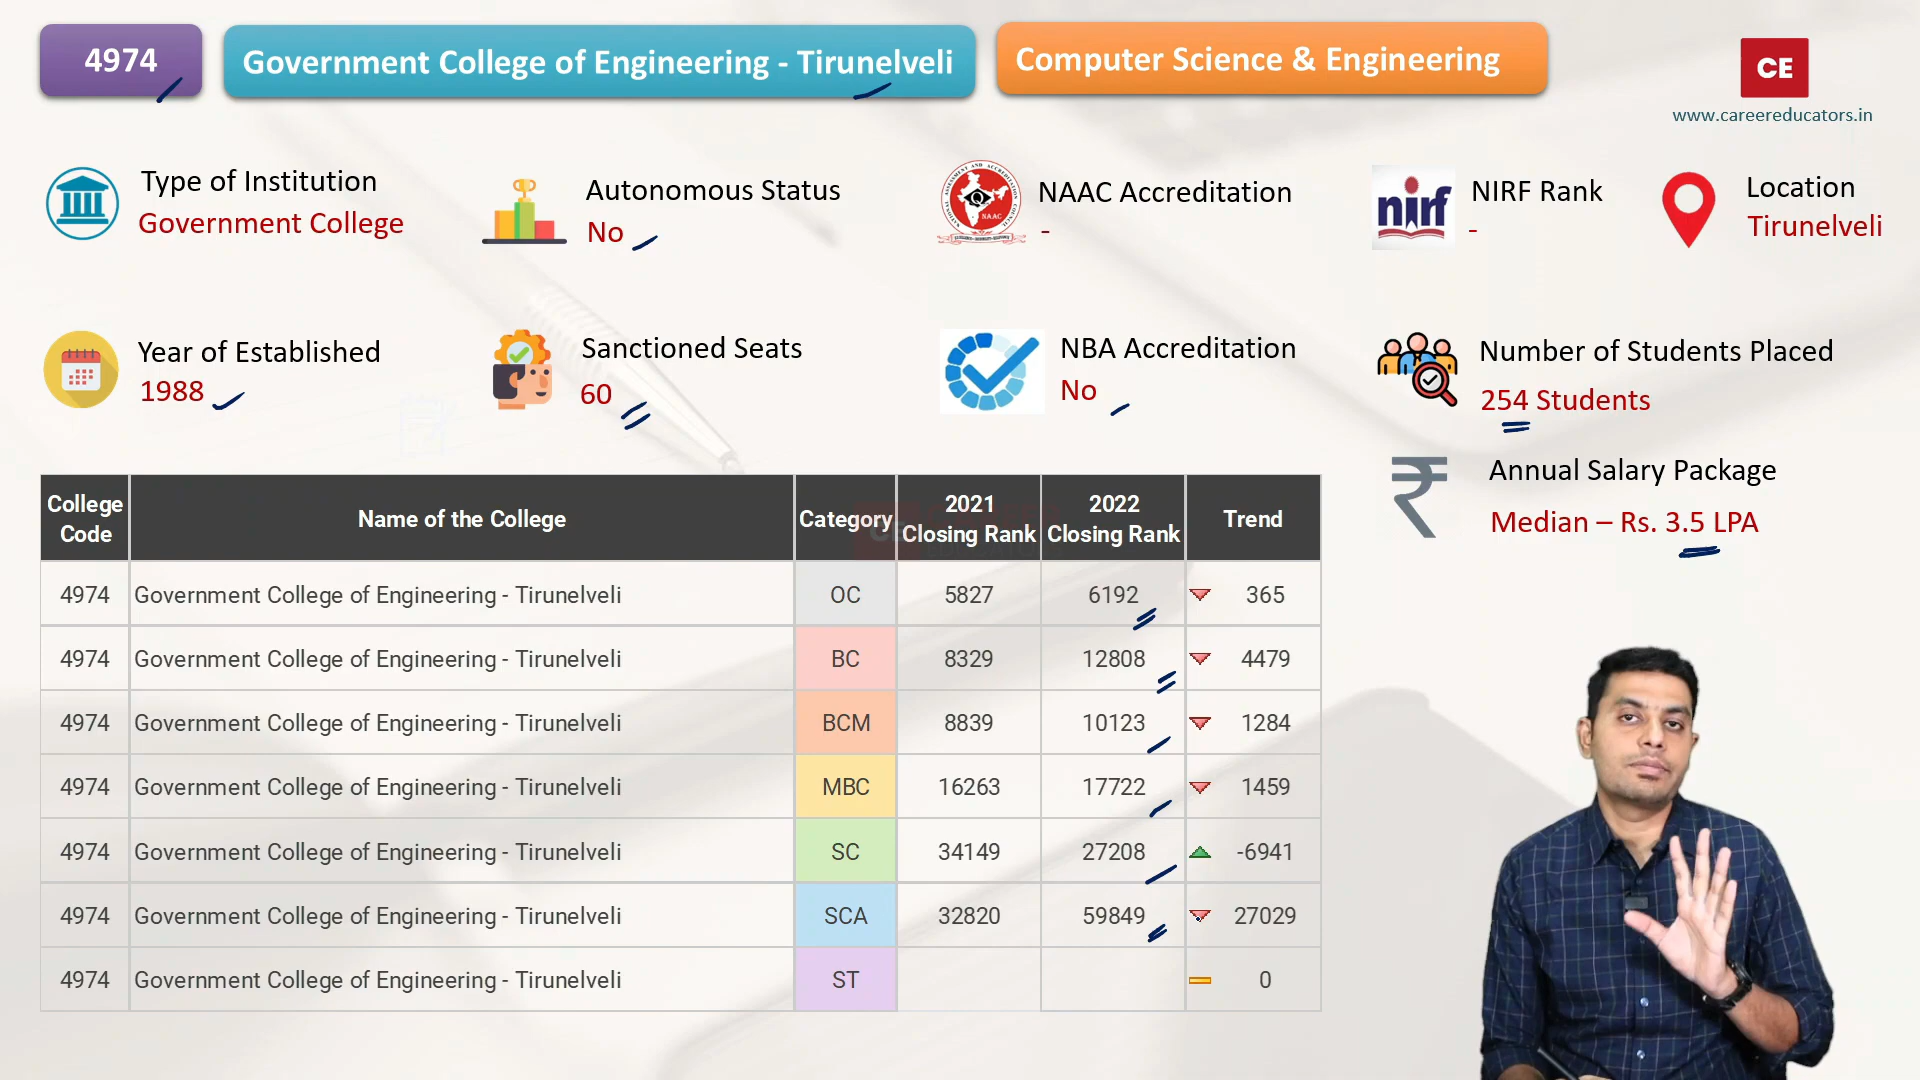 4974
Government College of Engineering - Tirunelveli
Computer Science & Engineering
CE
www.careereducators.in
Type of Institution
Government College
Autonomous Status
No
NAAC
NAAC Accreditation
-
nirf
NIRF Rank
-
Location
Tirunelveli
Year of Established
1988
Sanctioned Seats
60
NBA Accreditation
No
Number of Students Placed
254 Students
Annual Salary Package
Median – Rs. 3.5 LPA
College Code Name of the College Category 2021 Closing Rank 2022 Closing Rank Trend
4974 Government College of Engineering - Tirunelveli OC 5827 6192 365
4974 Government College of Engineering - Tirunelveli BC 8329 12808 4479
4974 Government College of Engineering - Tirunelveli BCM 8839 10123 1284
4974 Government College of Engineering - Tirunelveli MBC 16263 17722 1459
4974 Government College of Engineering - Tirunelveli SC 34149 27208 -6941
4974 Government College of Engineering - Tirunelveli SCA 32820 59849 27029
4974 Government College of Engineering - Tirunelveli ST 0